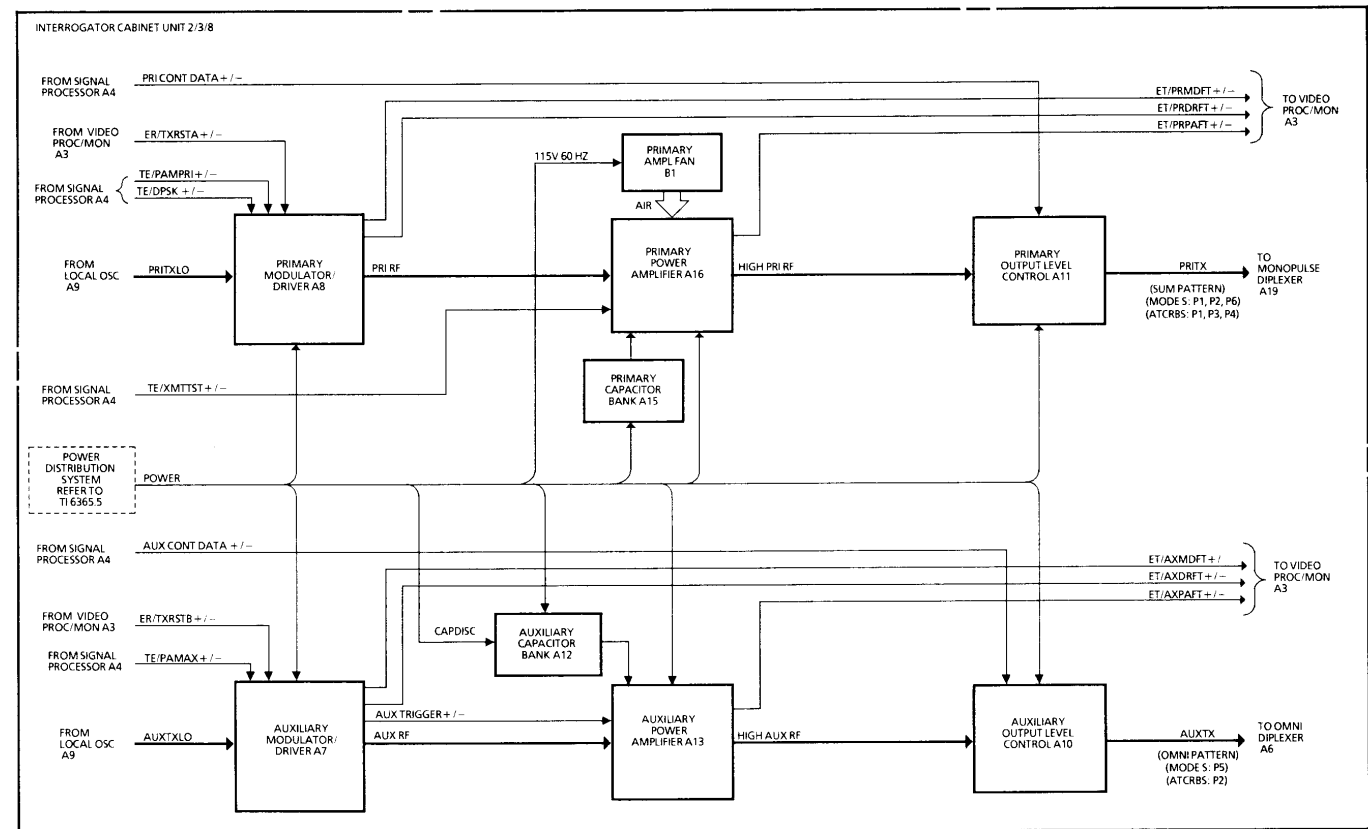 INTERROGATOR CABINET UNIT 2/3/8
FROM SIGNAL
PROCESSOR A4
PRI CONT DATA +/−
ET/PRMDFT +/−
ET/PRDRFT +/−
ET/PRPAFT +/−
TO VIDEO
PROC/MON
A3
FROM VIDEO
PROC/MON
A3
ER/TXRSTA +/−
115V 60 HZ
PRIMARY
AMPL FAN
B1
AIR
FROM SIGNAL
PROCESSOR A4
TE/PAMPRI +/−
TE/DPSK +/−
FROM
LOCAL OSC
A9
PRITXLO
PRIMARY
MODULATOR/
DRIVER A8
PRI RF
PRIMARY
POWER
AMPLIFIER A16
HIGH PRI RF
PRIMARY
OUTPUT LEVEL
CONTROL A11
PRITX
(SUM PATTERN)
(MODE S: P1, P2, P6)
(ATCRBS: P1, P3, P4)
TO
MONOPULSE
DIPLEXER
A19
FROM SIGNAL
PROCESSOR A4
TE/XMTTST +/−
PRIMARY
CAPACITOR
BANK A15
POWER
DISTRIBUTION
SYSTEM
REFER TO
TI 6365.5
POWER
FROM SIGNAL
PROCESSOR A4
AUX CONT DATA +/−
ET/AXMDFT +/
ET/AXDRFT +/−
ET/AXPAFT +/−
TO VIDEO
PROC/MON
A3
FROM VIDEO
PROC/MON A3
ER/TXRSTB +/−
CAPDISC
AUXILIARY
CAPACITOR
BANK A12
FROM SIGNAL
PROCESSOR A4
TE/PAMAX +/−
FROM
LOCAL OSC
A9
AUXTXLO
AUXILIARY
MODULATOR/
DRIVER A7
AUX TRIGGER +/−
AUX RF
AUXILIARY
POWER
AMPLIFIER A13
HIGH AUX RF
AUXILIARY
OUTPUT LEVEL
CONTROL A10
AUXTX
(OMNI PATTERN)
(MODE S: P5)
(ATCRBS: P2)
TO OMNI
DIPLEXER
A6